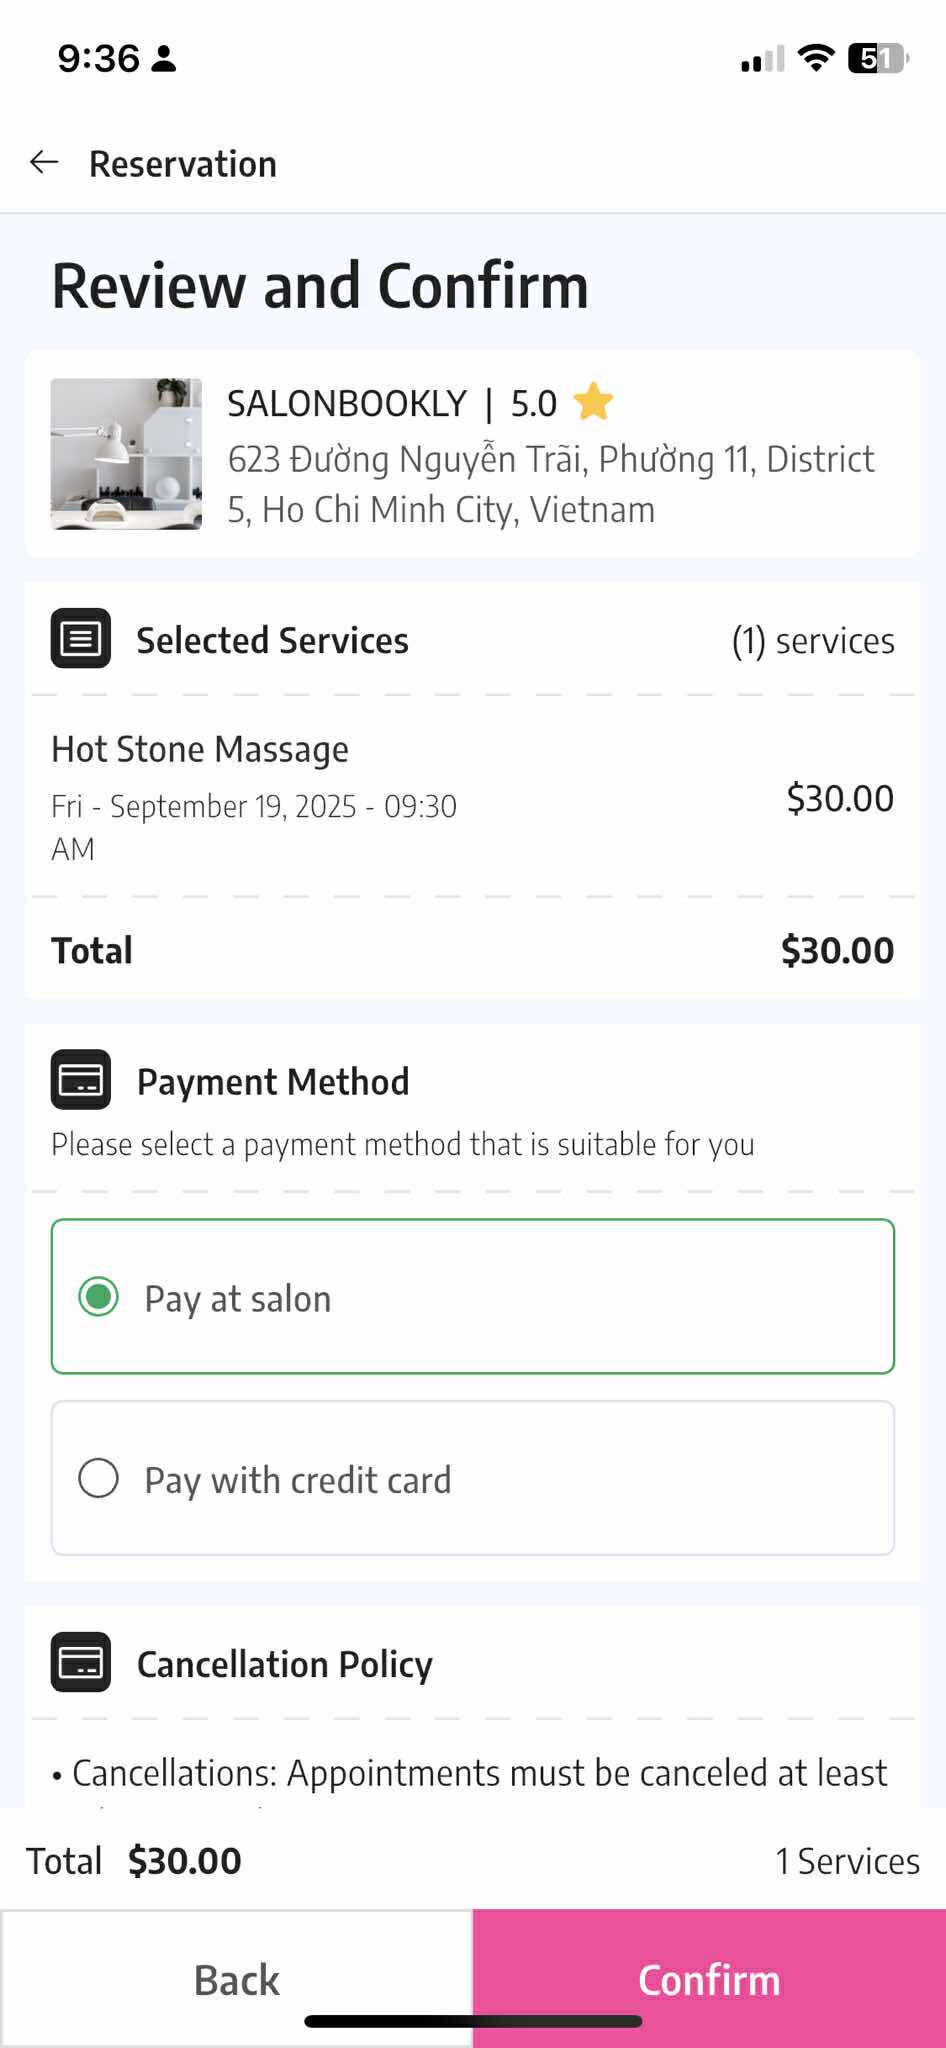 9:36
51
Reservation
Review and Confirm
SALONBOOKLY | 5.0
623 Đường Nguyễn Trãi, Phường 11, District
5, Ho Chi Minh City, Vietnam
Selected Services
(1) services
Hot Stone Massage
Fri - September 19, 2025 - 09:30
AM
$30.00
Total
$30.00
Payment Method
Please select a payment method that is suitable for you
Pay at salon
Pay with credit card
Cancellation Policy
• Cancellations: Appointments must be canceled at least
Total $30.00
1 Services
Back
Confirm